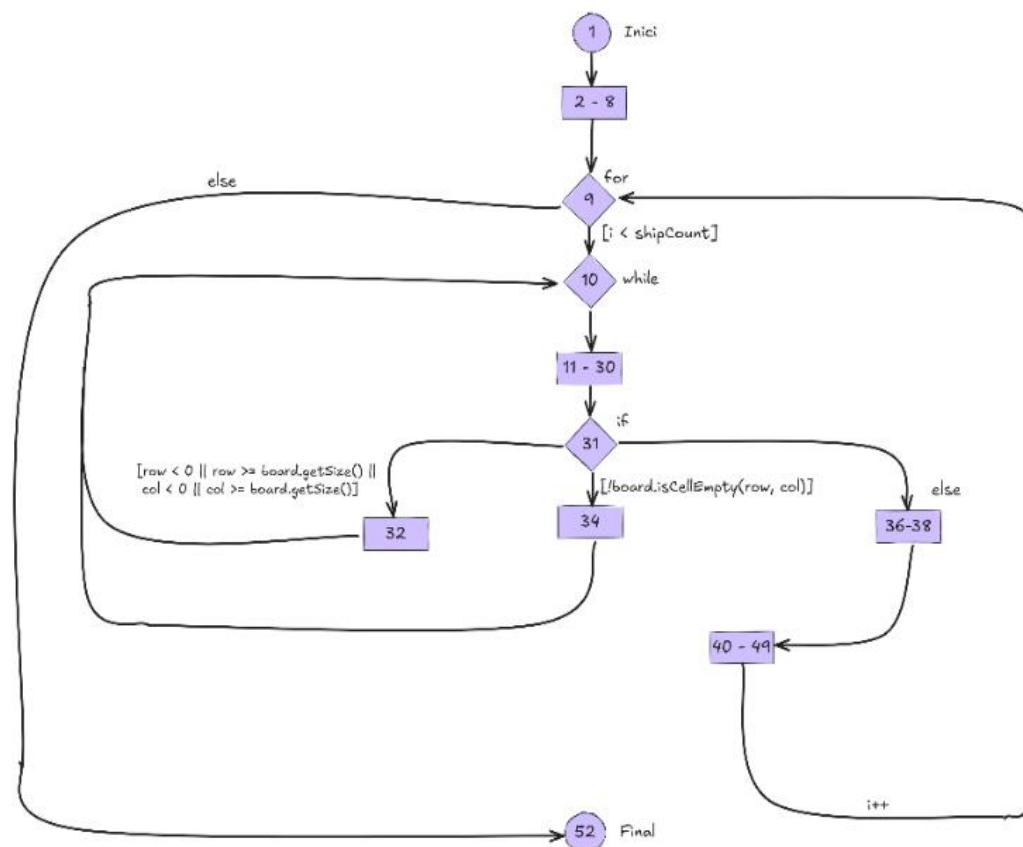 1 Inici
2 - 8
for
else
9
[i < shipCount]
10 while
11 - 30
if
31
[row < 0 || row >= board.getSize() ||
col < 0 || col >= board.getSize()]
[!board.isCellEmpty(row, col)]
else
32
34
36-38
40 - 49
i++
52 Final